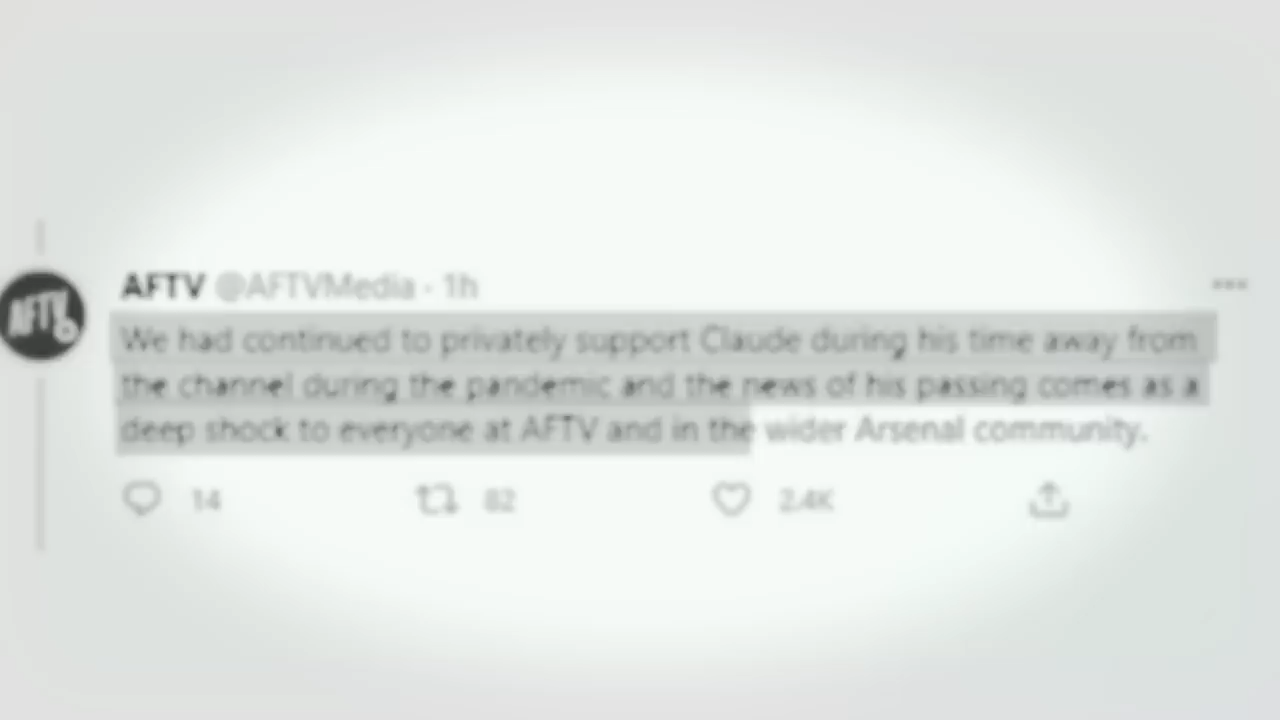 AFTV @AFTVMedia · 1h
AFTV
We had continued to privately support Claude during his time away from
the channel during the pandemic and the news of his passing comes as a
deep shock to everyone at AFTV and in the wider Arsenal community.
14 82 2.4K